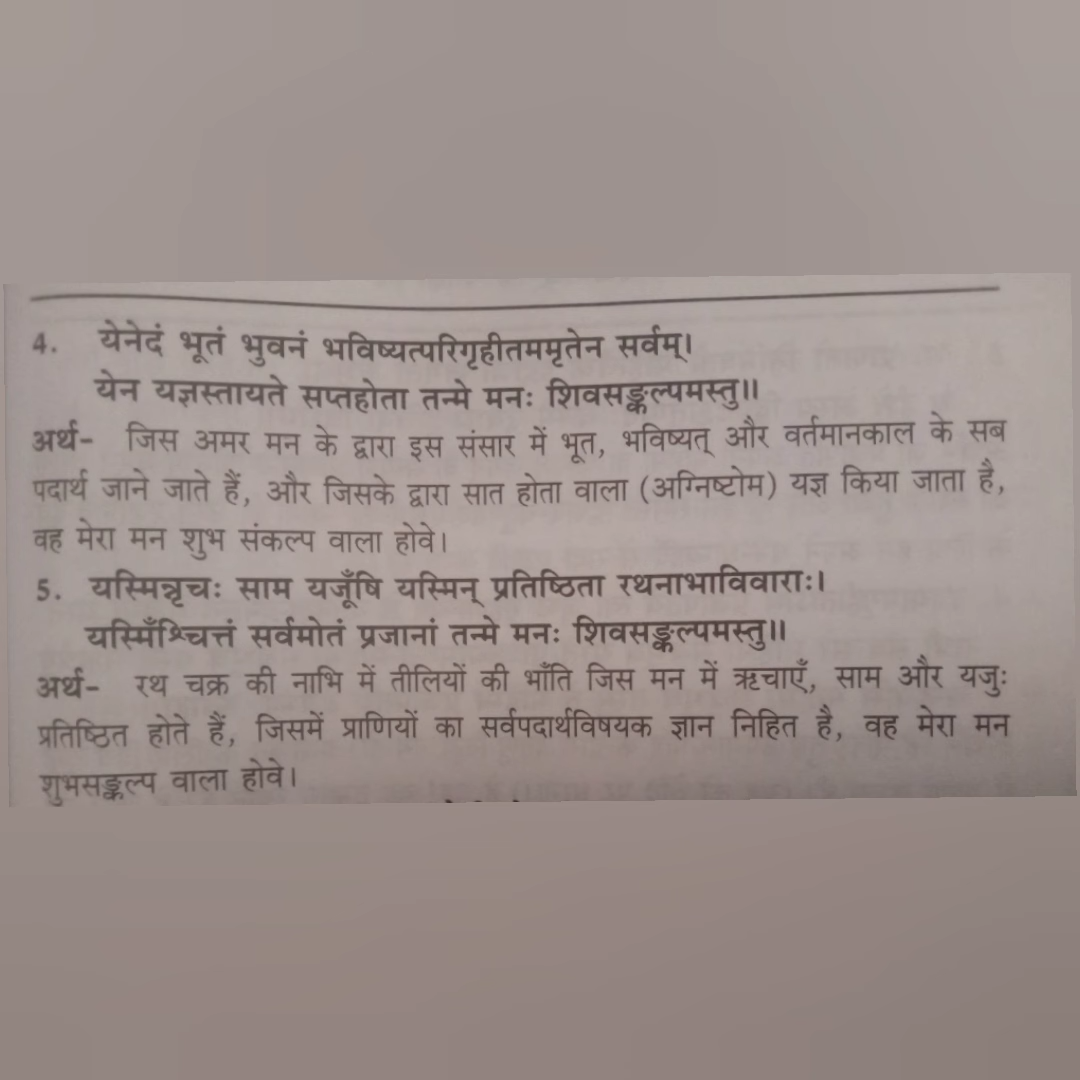 4. येनेदं भूतं भुवनं भविष्यत्परिगृहीतममृतेन सर्वम्।
येन यज्ञस्तायते सप्तहोता तन्मे मनः शिवसङ्कल्पमस्तु॥
अर्थ- जिस अमर मन के द्वारा इस संसार में भूत, भविष्यत् और वर्तमानकाल के सब
पदार्थ जाने जाते हैं, और जिसके द्वारा सात होता वाला (अग्निष्टोम) यज्ञ किया जाता है,
वह मेरा मन शुभ संकल्प वाला होवे।
5. यस्मिन्नृचः साम यजूँषि यस्मिन् प्रतिष्ठिता रथनाभाविवाराः।
यस्मिँश्चित्तं सर्वमोतं प्रजानां तन्मे मनः शिवसङ्कल्पमस्तु॥
अर्थ- रथ चक्र की नाभि में तीलियों की भाँति जिस मन में ऋचाएँ, साम और यजुः
प्रतिष्ठित होते हैं, जिसमें प्राणियों का सर्वपदार्थविषयक ज्ञान निहित है, वह मेरा मन
शुभसङ्कल्प वाला होवे।